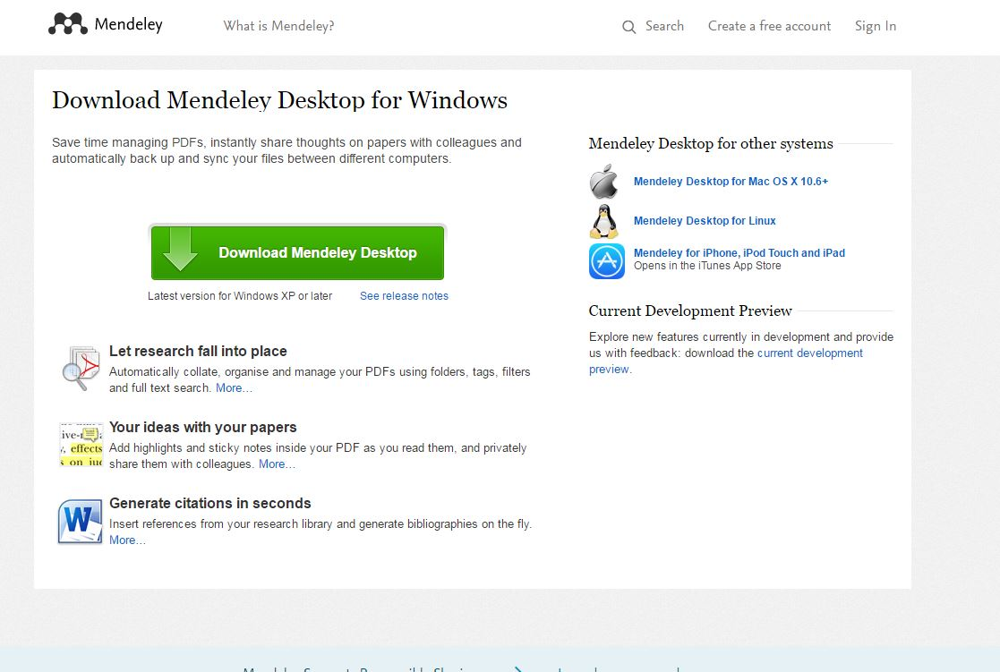 Mendeley
What is Mendeley?
Search
Create a free account
Sign In
Download Mendeley Desktop for Windows
Save time managing PDFs, instantly share thoughts on papers with colleagues and
automatically back up and sync your files between different computers.
Download Mendeley Desktop
Latest version for Windows XP or later
See release notes
Let research fall into place
Automatically collate, organise and manage your PDFs using folders, tags, filters
and full text search. More...
Your ideas with your papers
Add highlights and sticky notes inside your PDF as you read them, and privately
share them with colleagues. More...
effects
on
Generate citations in seconds
Insert references from your research library and generate bibliographies on the fly.
More...
W
Mendeley Desktop for other systems
Mendeley Desktop for Mac OS X 10.6+
Mendeley Desktop for Linux
Mendeley for iPhone, iPod Touch and iPad
Opens in the iTunes App Store
Current Development Preview
Explore new features currently in development and provide
us with feedback: download the current development
preview.